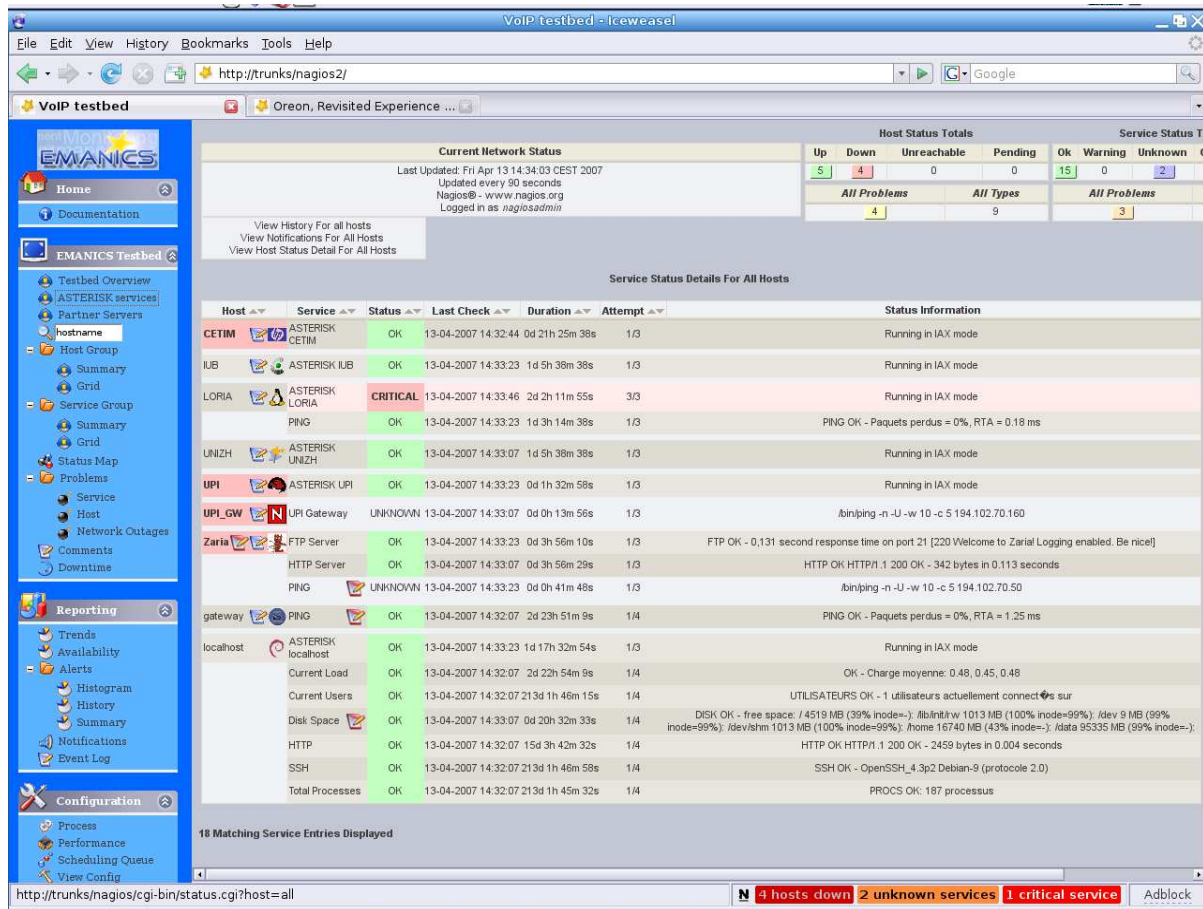 VoIP testbed - Iceweasel
File Edit View History Bookmarks Tools Help
http://trunks/nagios2/
G Google
VoIP testbed
Oreon, Revisited Experience ...
EMANICS
Home
Documentation
EMANICS Testbed
Testbed Overview
ASTERISK services
Partner Servers
hostname
Host Group
Summary
Grid
Service Group
Summary
Grid
Status Map
Problems
Service
Host
Network Outages
Comments
Downtime
Reporting
Trends
Availability
Alerts
Histogram
History
Summary
Notifications
Event Log
Configuration
Process
Performance
Scheduling Queue
View Config
Current Network Status
Last Updated: Fri Apr 13 14:34:03 CEST 2007
Updated every 90 seconds
Nagios® - www.nagios.org
Logged in as nagiosadmin
View History For all hosts
View Notifications For All Hosts
View Host Status Detail For All Hosts
Host Status Totals
Up Down Unreachable Pending
5 4 0 0
All Problems All Types
4 9
Service Status T
Ok Warning Unknown
15 0 2
All Problems
3
Service Status Details For All Hosts
Host Service Status Last Check Duration Attempt Status Information
CETIM ASTERISK CETIM OK 13-04-2007 14:32:44 0d 21h 25m 38s 1/3 Running in IAX mode
IUB ASTERISK IUB OK 13-04-2007 14:33:23 1d 5h 38m 38s 1/3 Running in IAX mode
LORIA ASTERISK LORIA CRITICAL 13-04-2007 14:33:46 2d 2h 11m 55s 3/3 Running in IAX mode
PING OK 13-04-2007 14:33:23 1d 3h 14m 38s 1/3 PING OK - Paquets perdus = 0%, RTA = 0.18 ms
UNIZH ASTERISK UNIZH OK 13-04-2007 14:33:07 1d 5h 38m 38s 1/3 Running in IAX mode
UPI ASTERISK UPI OK 13-04-2007 14:33:23 0d 1h 32m 58s 1/3 Running in IAX mode
UPI_GW N UPI Gateway UNKNOWN 13-04-2007 14:33:07 0d 0h 13m 56s 1/3 /bin/ping -n -U -w 10 -c 5 194.102.70.160
Zaria FTP Server OK 13-04-2007 14:33:23 0d 3h 56m 10s 1/3 FTP OK - 0,131 second response time on port 21 [220 Welcome to Zaria! Logging enabled. Be nice!]
HTTP Server OK 13-04-2007 14:33:07 0d 3h 56m 29s 1/3 HTTP OK HTTP/1.1 200 OK - 342 bytes in 0.113 seconds
PING UNKNOWN 13-04-2007 14:33:23 0d 0h 41m 48s 1/3 /bin/ping -n -U -w 10 -c 5 194.102.70.50
gateway PING OK 13-04-2007 14:32:07 2d 23h 51m 9s 1/4 PING OK - Paquets perdus = 0%, RTA = 1.25 ms
localhost ASTERISK localhost OK 13-04-2007 14:33:23 1d 17h 32m 54s 1/3 Running in IAX mode
Current Load OK 13-04-2007 14:32:07 2d 22h 54m 9s 1/4 OK - Charge moyenne: 0.48, 0.45, 0.48
Current Users OK 13-04-2007 14:32:07 213d 1h 46m 15s 1/4 UTILISATEURS OK - 1 utilisateurs actuellement connect�s sur
Disk Space OK 13-04-2007 14:33:07 0d 20h 32m 33s 1/4 DISK OK - free space: / 4519 MB (39% inode=-): /lib/init/rw 1013 MB (100% inode=99%): /dev 9 MB (99% inode=99%): /dev/shm 1013 MB (100% inode=99%): /home 16740 MB (43% inode=-): /data 95335 MB (99% inode=-):
HTTP OK 13-04-2007 14:32:07 15d 3h 42m 32s 1/4 HTTP OK HTTP/1.1 200 OK - 2459 bytes in 0.004 seconds
SSH OK 13-04-2007 14:32:07 213d 1h 46m 58s 1/4 SSH OK - OpenSSH_4.3p2 Debian-9 (protocole 2.0)
Total Processes OK 13-04-2007 14:32:07 213d 1h 45m 32s 1/4 PROCS OK: 187 processus
18 Matching Service Entries Displayed
http://trunks/nagios/cgi-bin/status.cgi?host=all
N 4 hosts down 2 unknown services 1 critical service Adblock